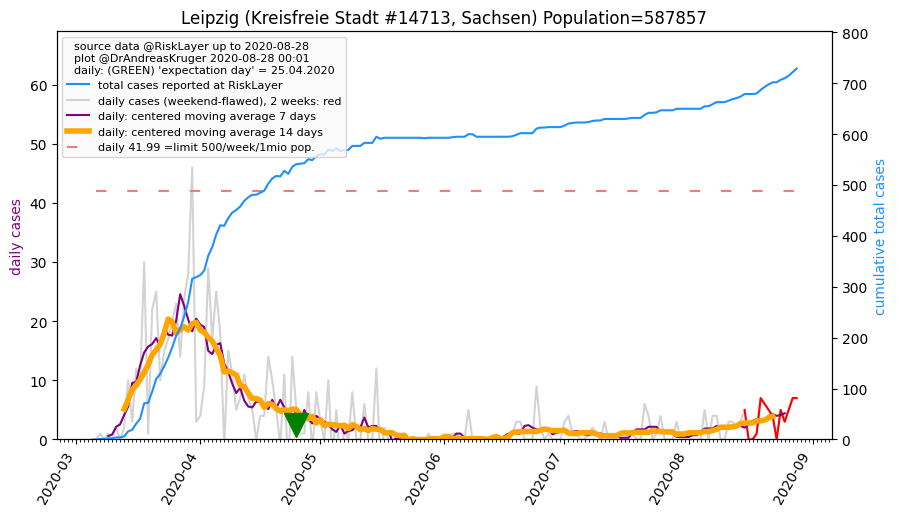 Leipzig (Kreisfreie Stadt #14713, Sachsen) Population=587857
source data @RiskLayer up to 2020-08-28
plot @DrAndreasKruger 2020-08-28 00:01
daily: (GREEN) 'expectation day' = 25.04.2020
total cases reported at RiskLayer
daily cases (weekend-flawed), 2 weeks: red
daily: centered moving average 7 days
daily: centered moving average 14 days
daily 41.99 =limit 500/week/1mio pop.
daily cases
60
50
40
30
20
10
0
800
700
600
500
400
300
200
100
0
cumulative total cases
2020-03
2020-04
2020-05
2020-06
2020-07
2020-08
2020-09